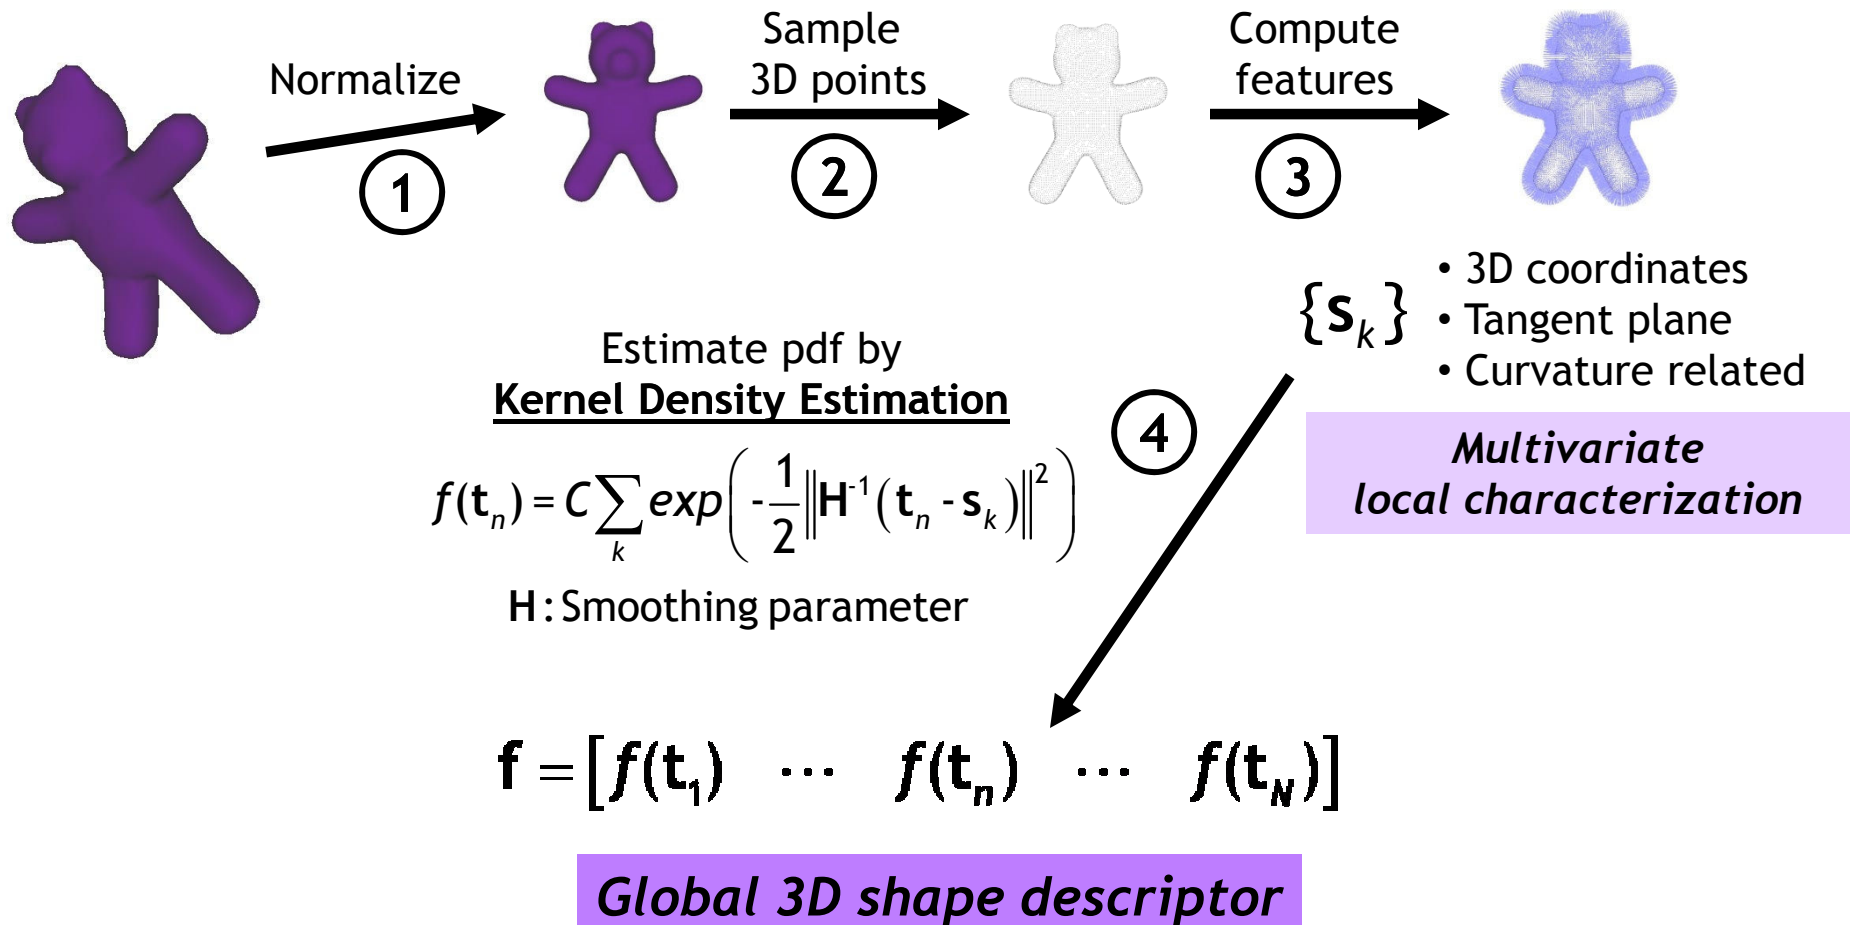 Normalize
1
Sample
3D points
2
Compute
features
3
{s_k}
• 3D coordinates
• Tangent plane
• Curvature related
Multivariate
local characterization
4
Estimate pdf by
Kernel Density Estimation
f(t_n) = C∑_k exp(-1/2 ‖H^-1(t_n - s_k)‖^2)
H: Smoothing parameter
f = [f(t_1) ⋯ f(t_n) ⋯ f(t_N)]
Global 3D shape descriptor